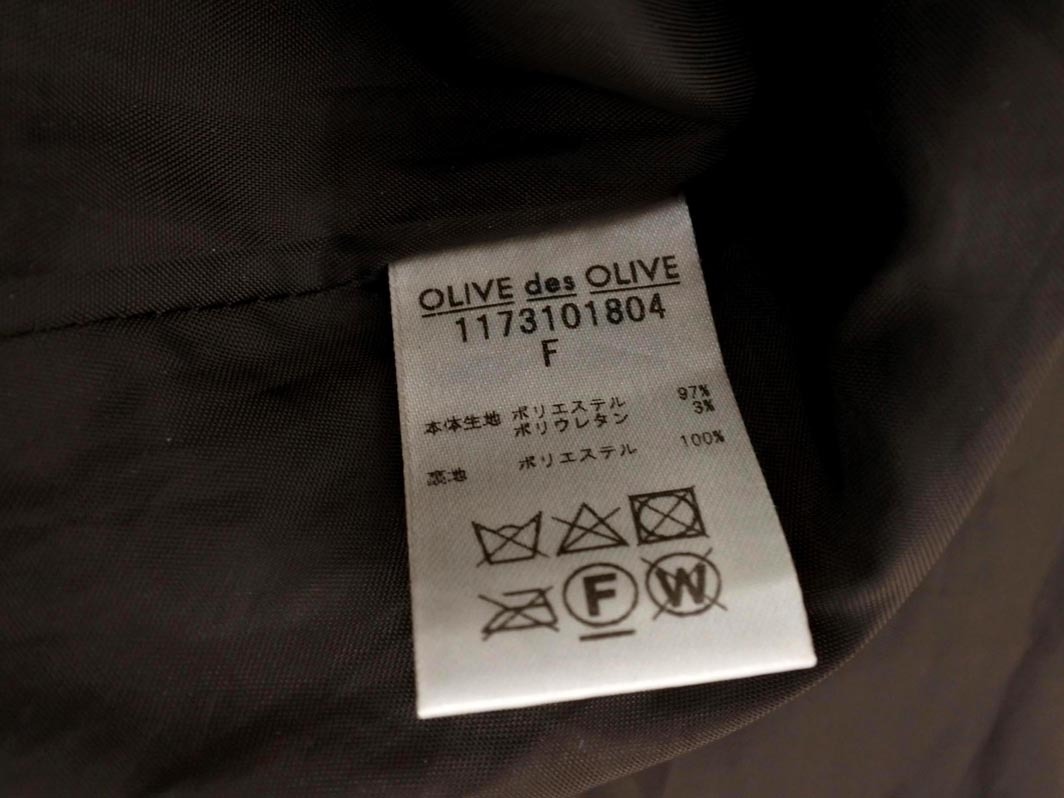 OLIVE des OLIVE
1173101804
F
本体生地 ポリエステル 97%
ポリウレタン 3%
裏地 ポリエステル 100%
F W